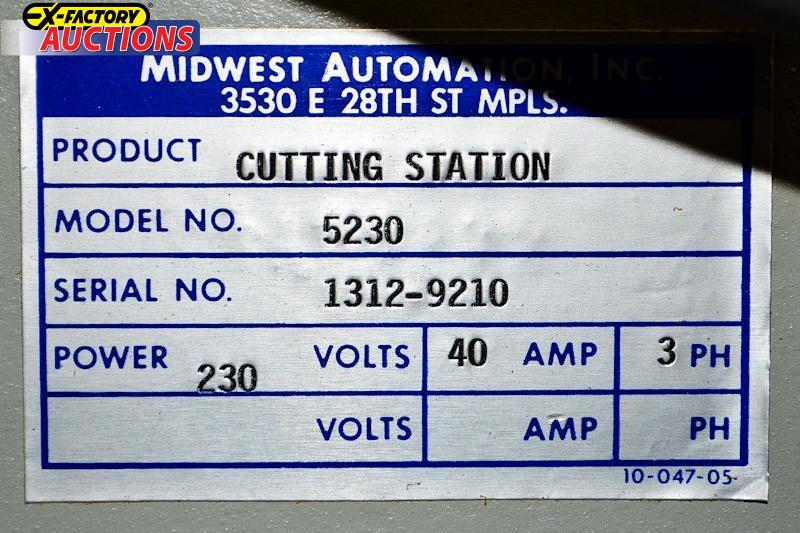 EX-FACTORY
AUCTIONS
MIDWEST AUTOMATION, INC.
3530 E 28TH ST MPLS.
PRODUCT CUTTING STATION
MODEL NO. 5230
SERIAL NO. 1312-9210
POWER 230 VOLTS 40 AMP 3 PH
VOLTS AMP PH
10-047-05